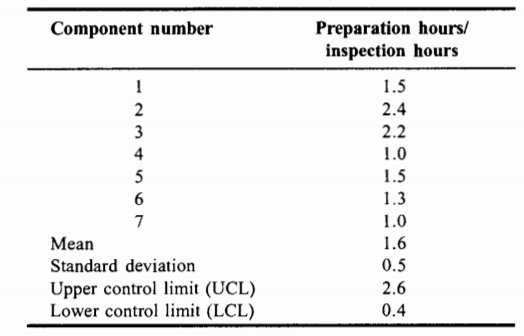 Component number Preparation hours/
inspection hours
1 1.5
2 2.4
3 2.2
4 1.0
5 1.5
6 1.3
7 1.0
Mean 1.6
Standard deviation 0.5
Upper control limit (UCL) 2.6
Lower control limit (LCL) 0.4